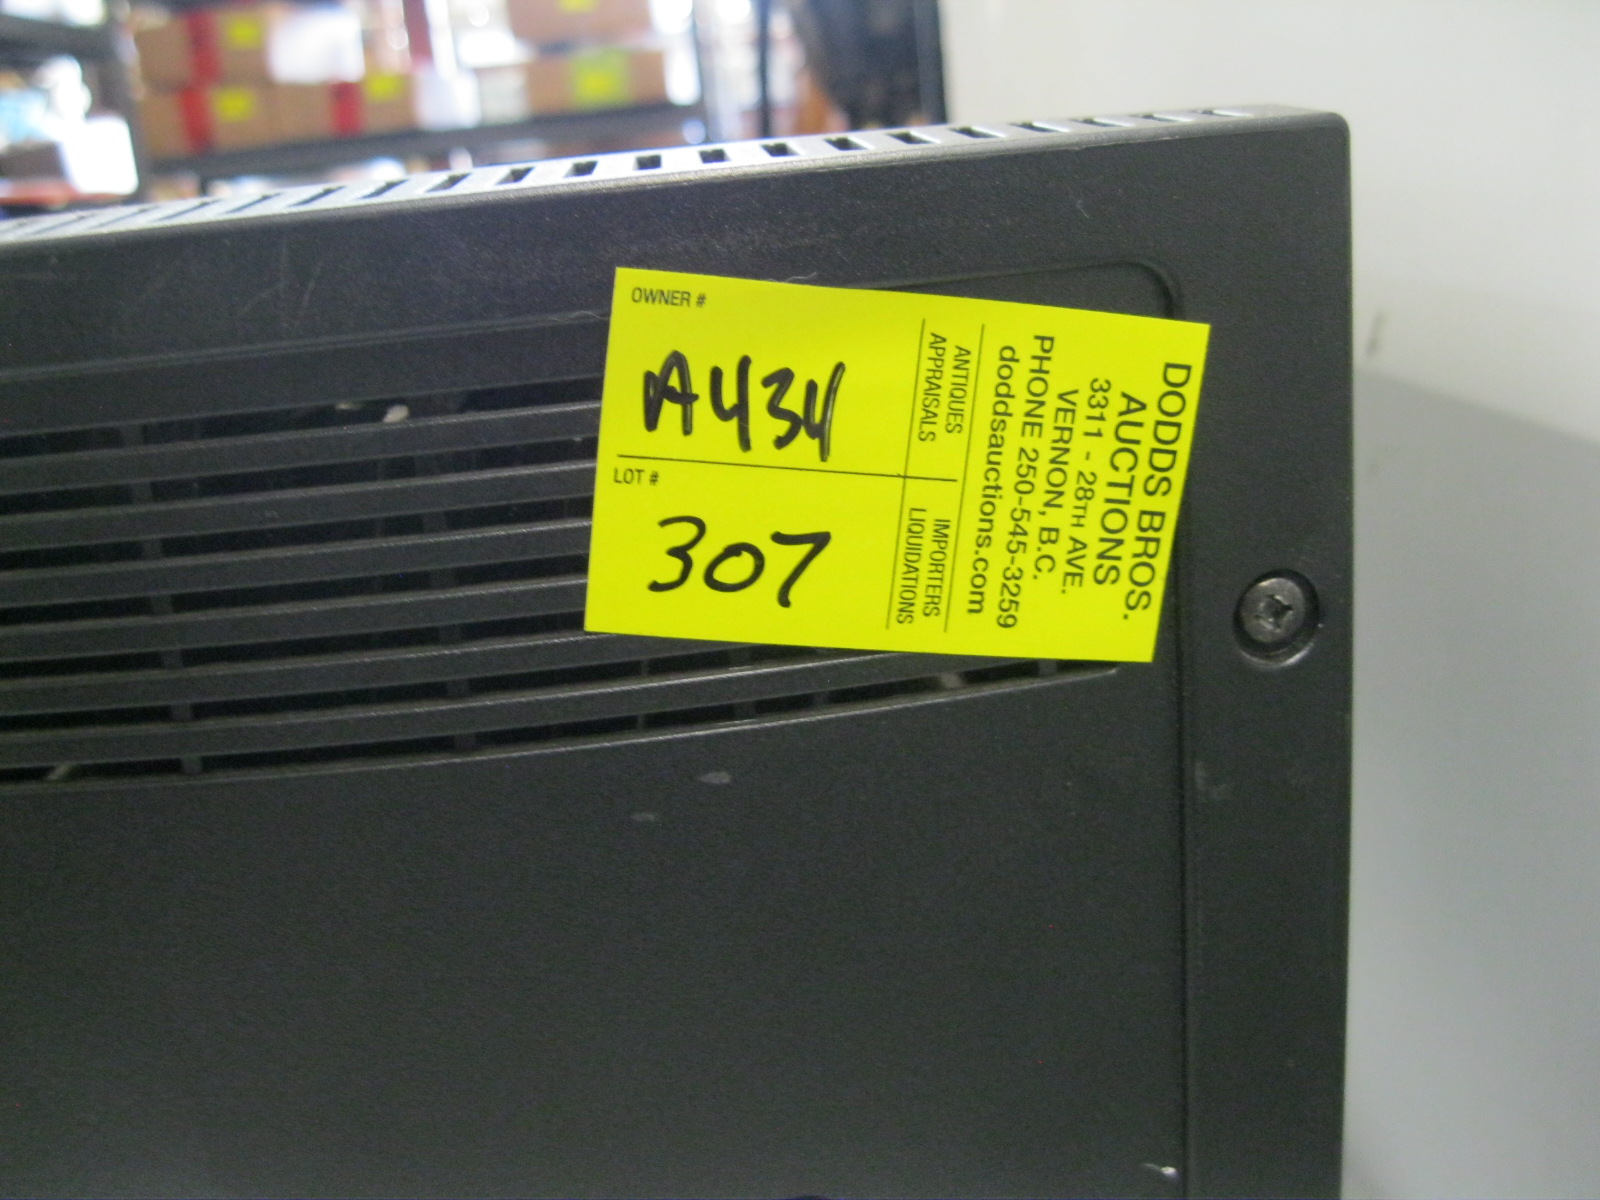 OWNER #
A434
LOT #
307
ANTIQUES
APPRAISALS
IMPORTERS
LIQUIDATIONS
DODDS BROS.
AUCTIONS
3311 - 28TH AVE.
VERNON, B.C.
PHONE 250-545-3259
doddsauctions.com